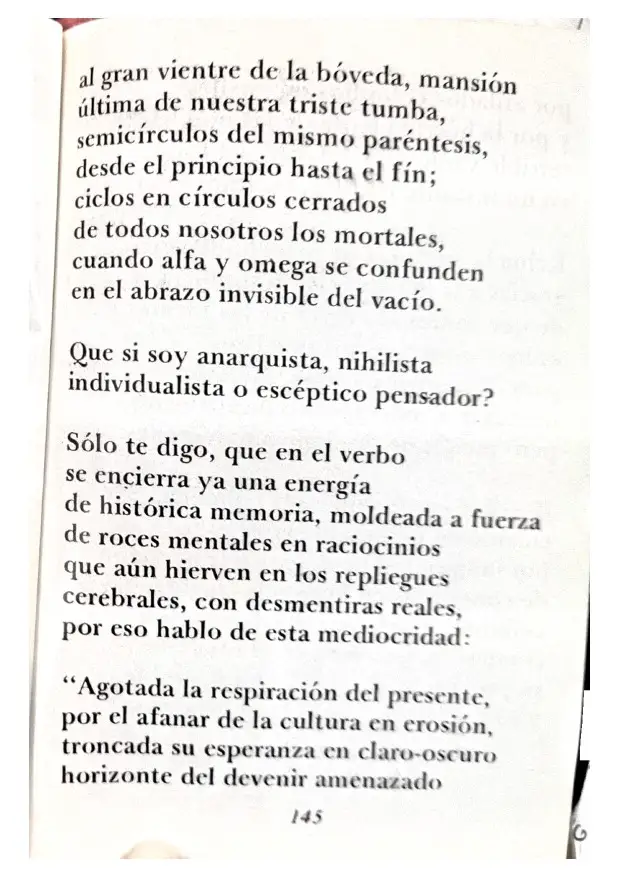 al gran vientre de la bóveda, mansión
última de nuestra triste tumba,
semicírculos del mismo paréntesis,
desde el principio hasta el fín;
ciclos en círculos cerrados
de todos nosotros los mortales,
cuando alfa y omega se confunden
en el abrazo invisible del vacío.
Que si soy anarquista, nihilista
individualista o escéptico pensador?
Sólo te digo, que en el verbo
se encierra ya una energía
de histórica memoria, moldeada a fuerza
de roces mentales en raciocinios
que aún hierven en los repliegues
cerebrales, con desmentiras reales,
por eso hablo de esta mediocridad:
“Agotada la respiración del presente,
por el afanar de la cultura en erosión,
troncada su esperanza en claro-oscuro
horizonte del devenir amenazado
145